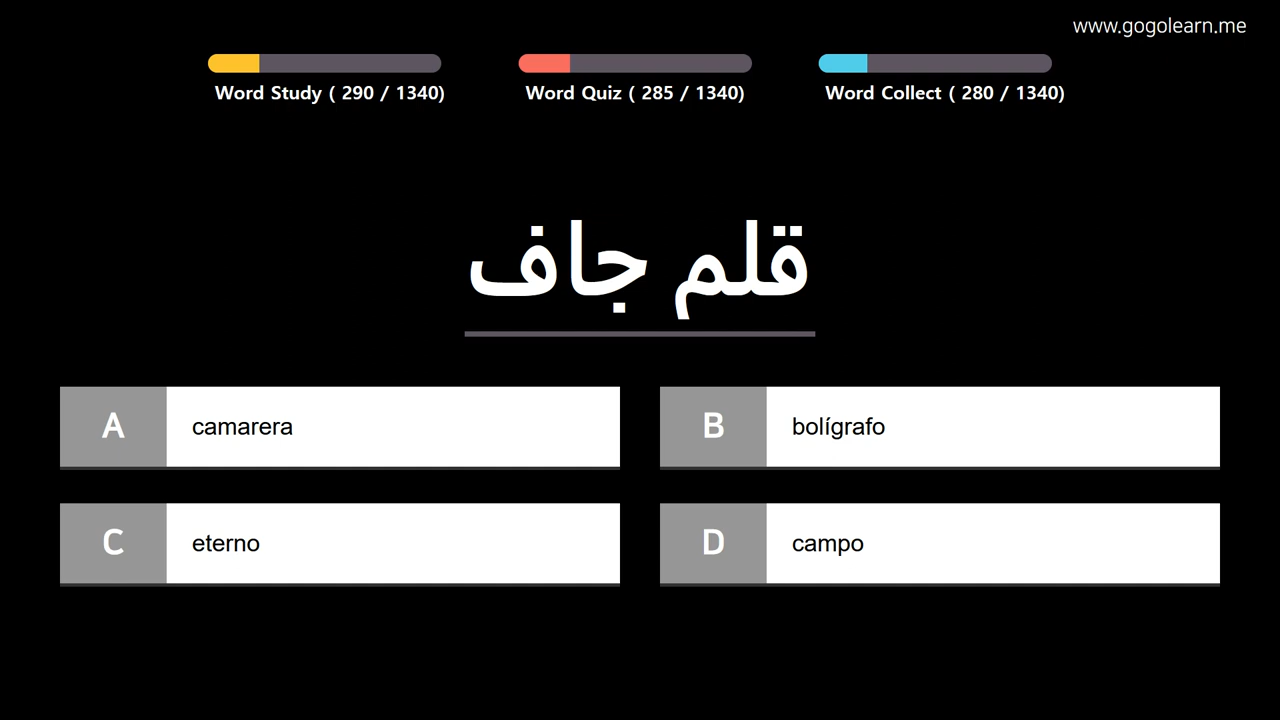 www.gogolearn.me
Word Study ( 290 / 1340)
Word Quiz ( 285 / 1340)
Word Collect ( 280 / 1340)
قلم جاف
A camarera
B bolígrafo
C eterno
D campo